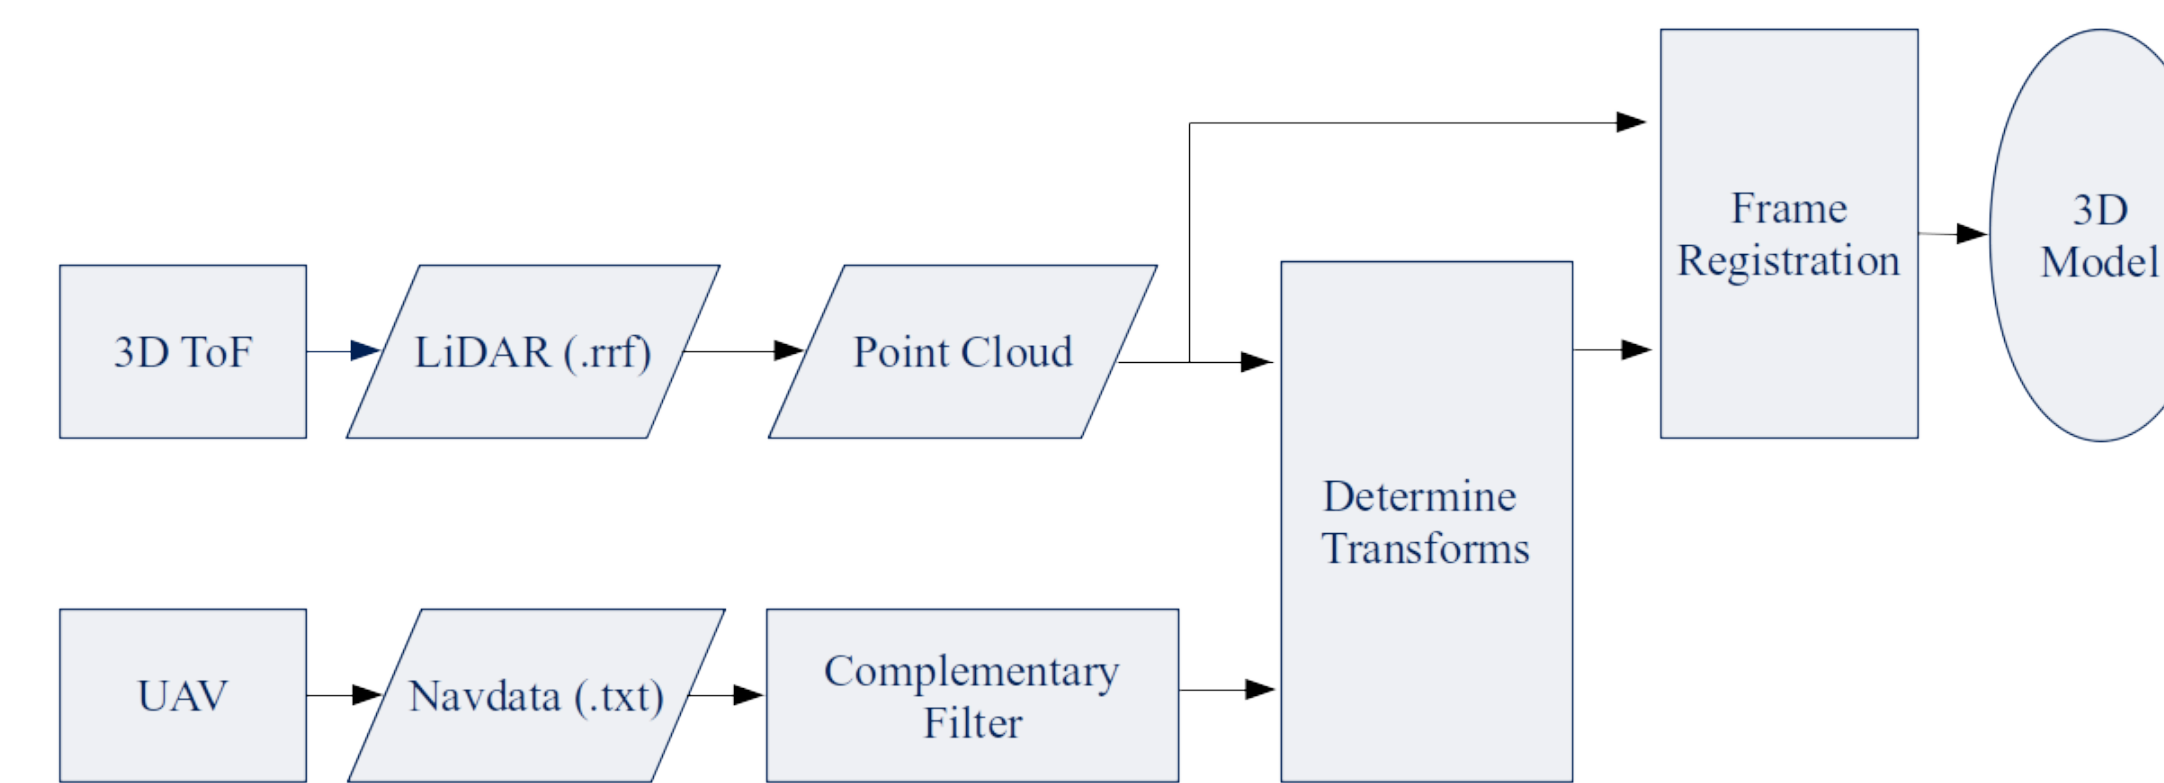 Frame
Registration
3D
Model
3D ToF
LiDAR (.rrf)
Point Cloud
Determine
Transforms
UAV
Navdata (.txt)
Complementary
Filter